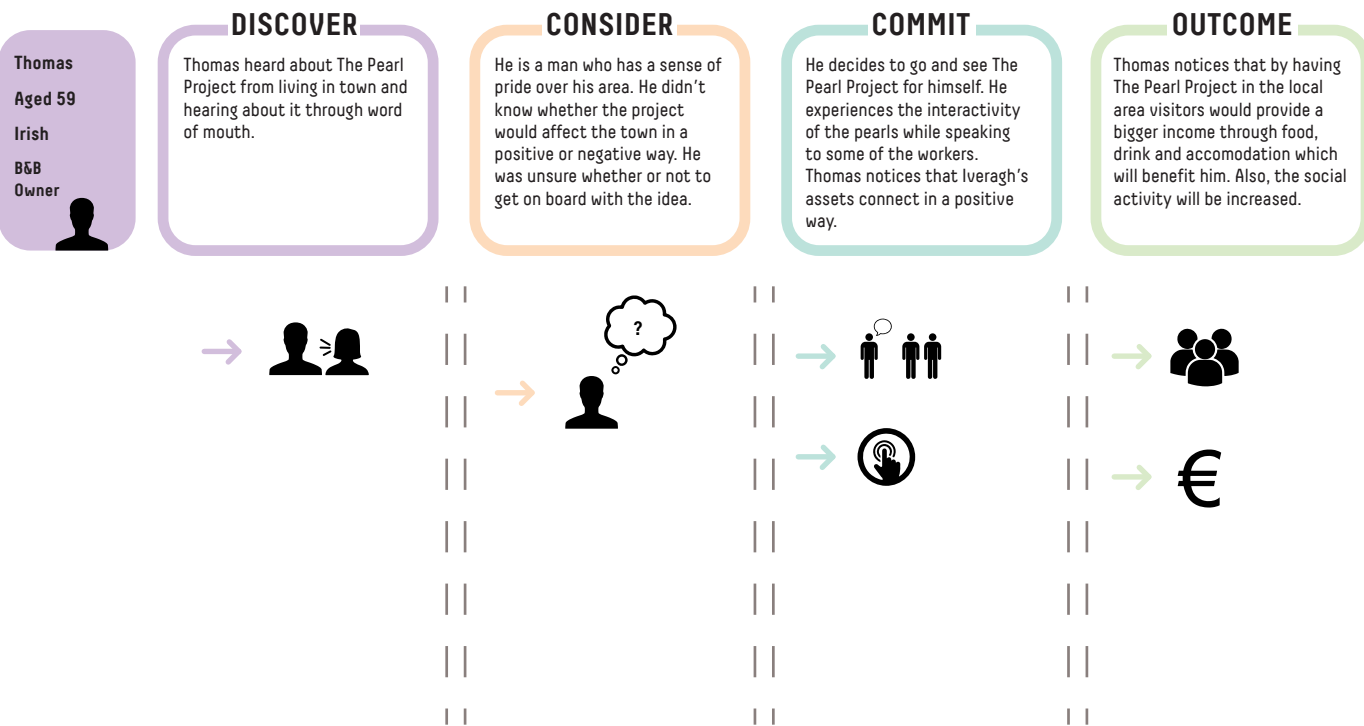 Thomas
Aged 59
Irish
B&B
Owner
DISCOVER
Thomas heard about The Pearl
Project from living in town and
hearing about it through word
of mouth.
CONSIDER
He is a man who has a sense of
pride over his area. He didn't
know whether the project
would affect the town in a
positive or negative way. He
was unsure whether or not to
get on board with the idea.
COMMIT
He decides to go and see The
Pearl Project for himself. He
experiences the interactivity
of the pearls while speaking
to some of the workers.
Thomas notices that Iveragh's
assets connect in a positive
way.
OUTCOME
Thomas notices that by having
The Pearl Project in the local
area visitors would provide a
bigger income through food,
drink and accomodation which
will benefit him. Also, the social
activity will be increased.
?
€